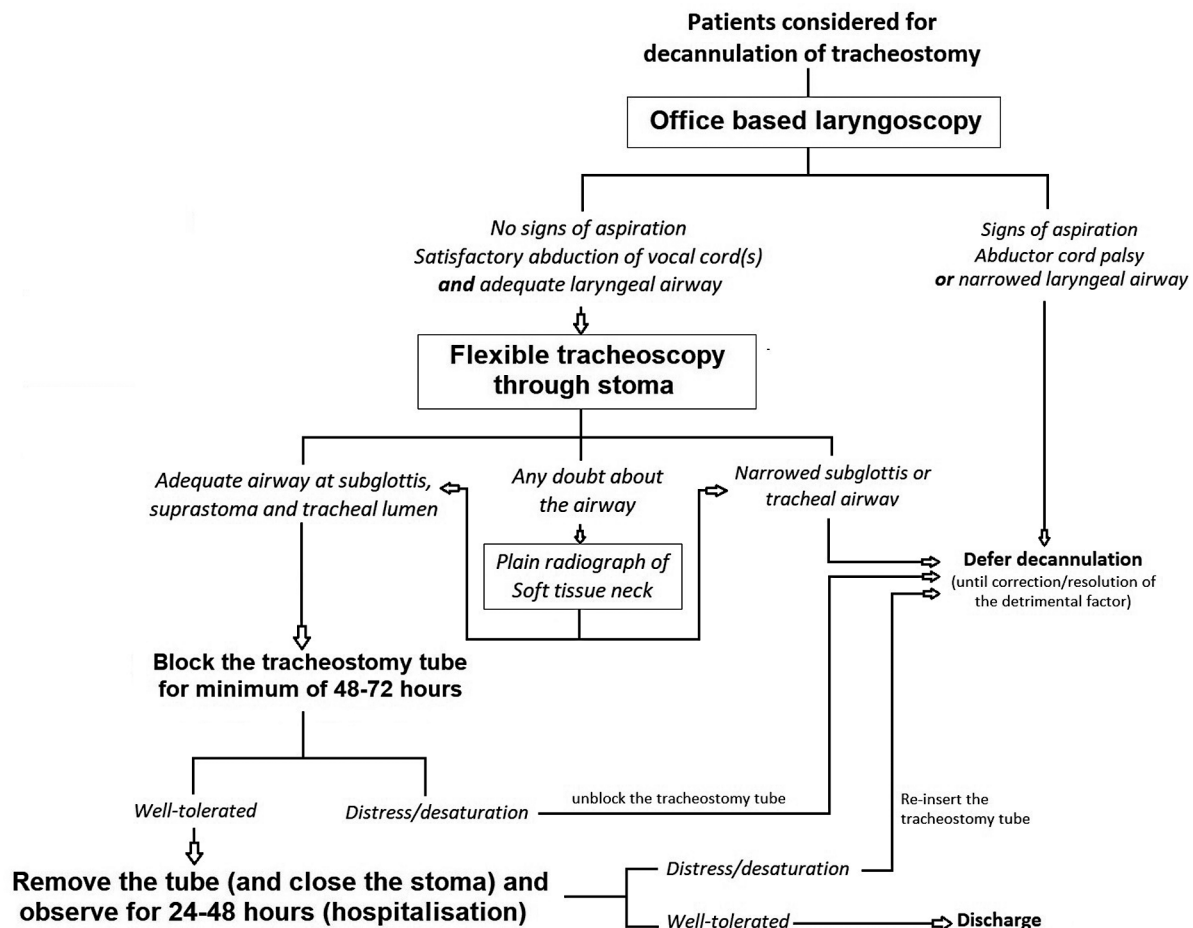 Patients considered for
decannulation of tracheostomy
Office based laryngoscopy
No signs of aspiration
Satisfactory abduction of vocal cord(s)
and adequate laryngeal airway
Signs of aspiration
Abductor cord palsy
or narrowed laryngeal airway
Flexible tracheoscopy
through stoma
Adequate airway at subglottis,
suprastoma and tracheal lumen
Any doubt about
the airway
Narrowed subglottis or
tracheal airway
Plain radiograph of
Soft tissue neck
Defer decannulation
(until correction/resolution of
the detrimental factor)
Block the tracheostomy tube
for minimum of 48-72 hours
Well-tolerated
Distress/desaturation
unblock the tracheostomy tube
Re-insert the
tracheostomy tube
Remove the tube (and close the stoma) and
observe for 24-48 hours (hospitalisation)
Distress/desaturation
Well-tolerated
Discharge